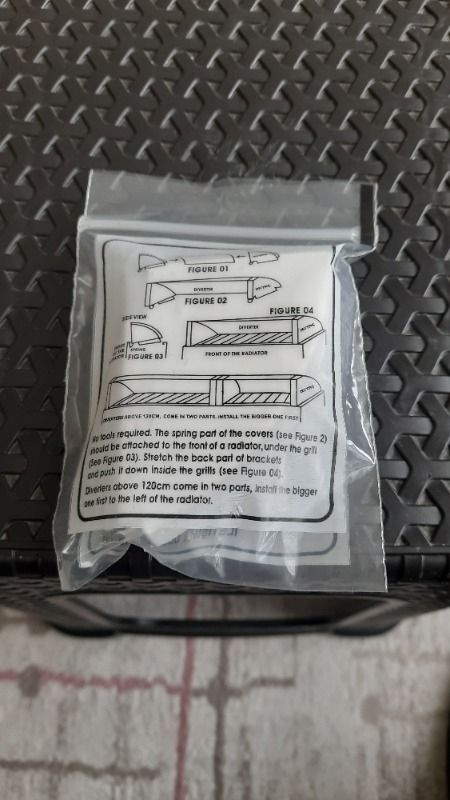 FIGURE 01
DIVERTER
FIGURE 02
SIDE VIEW
FIGURE 04
DIVERTER
SPRING
FIGURE 03
FRONT OF THE RADIATOR
DIVERTERS ABOVE 120CM, COME IN TWO PARTS. INSTALL THE BIGGER ONE FIRST
No tools required. The spring part of the covers (see Figure 2)
should be attached to the front of a radiator, under the grill
(See Figure 03). Stretch the back part of brackets
and push it down inside the grills (see Figure 04).
Diverters above 120cm come in two parts, install the bigger
one first to the left of the radiator.